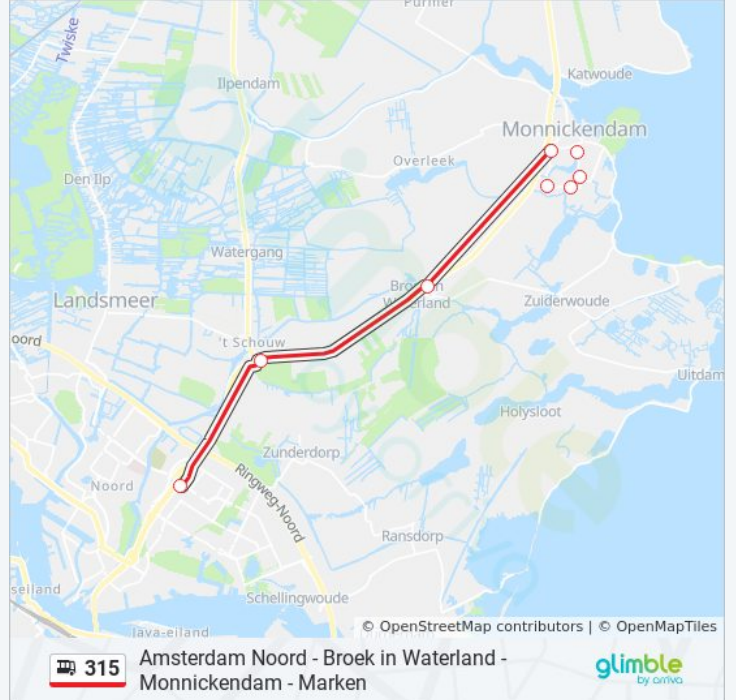 Purmer
Twiske
Katwoude
Ilpendam
Monnickendam
Overleek
Den Ilp
Watergang
Broek in
Waterland
Landsmeer
Zuiderwoude
't Schouw
oord
Uitdam
Holysloot
Zunderdorp
Noord
Ringweg-Noord
Ransdorp
selland
Schellingwoude
Java-eiland
© OpenStreetMap contributors | © OpenMapTiles
315 Amsterdam Noord - Broek in Waterland -
Monnickendam - Marken
glimble
by arriva